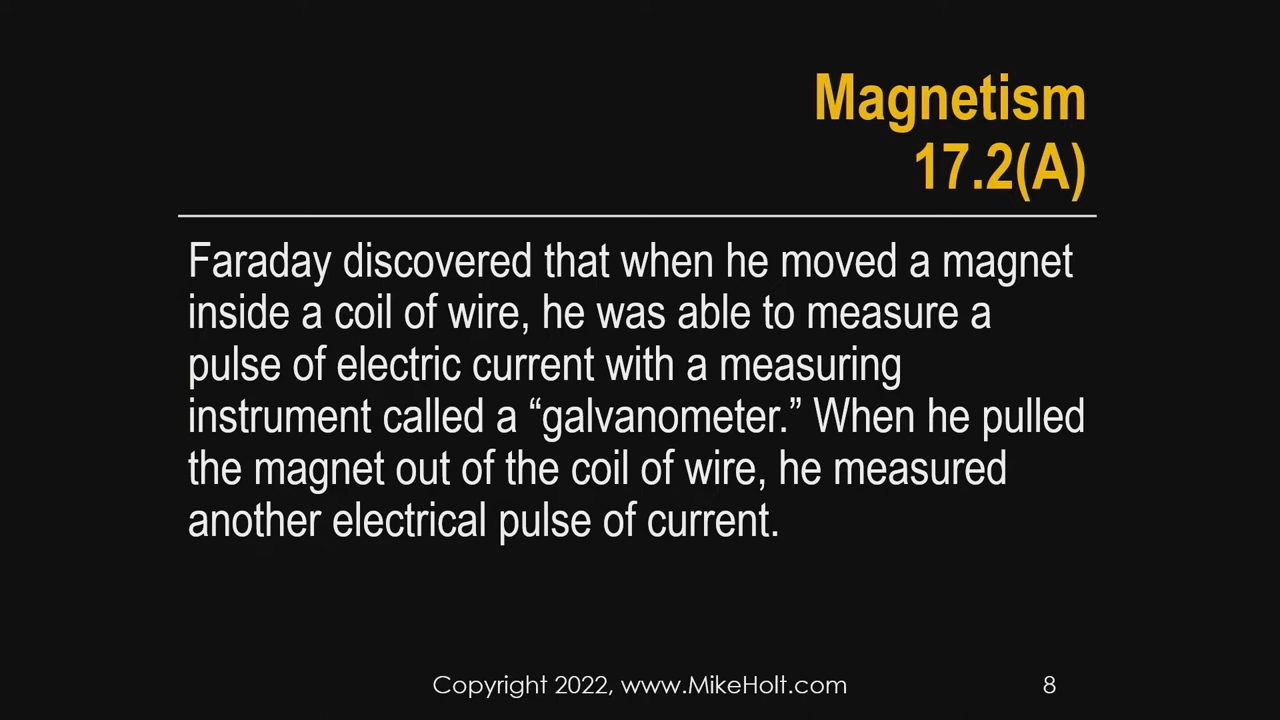 Magnetism
17.2(A)
Faraday discovered that when he moved a magnet
inside a coil of wire, he was able to measure a
pulse of electric current with a measuring
instrument called a “galvanometer.” When he pulled
the magnet out of the coil of wire, he measured
another electrical pulse of current.
Copyright 2022, www.MikeHolt.com
8